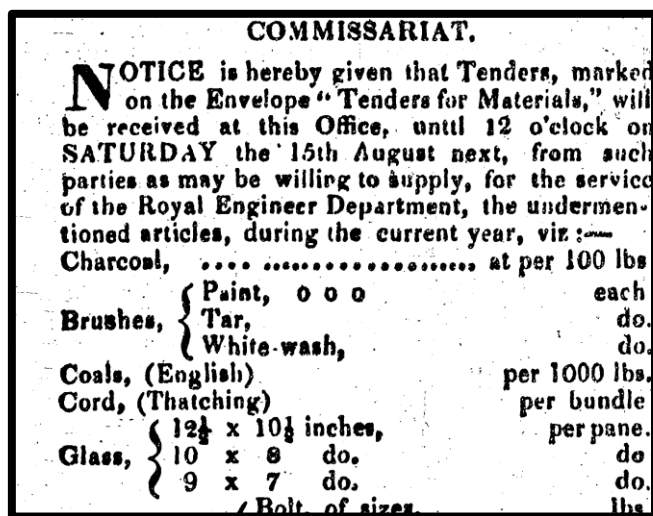 COMMISSARIAT.
NOTICE is hereby given that Tenders, marked
on the Envelope “Tenders for Materials,” will
be received at this Office, until 12 o'clock on
SATURDAY the 15th August next, from such
parties as may be willing to supply, for the service
of the Royal Engineer Department, the undermen-
tioned articles, during the current year, viz :—
Charcoal, .... ...................... at per 100 lbs
Brushes, { Paint, 0 0 0 each
Tar, do.
White-wash, do.
Coals, (English) per 1000 lbs.
Cord, (Thatching) per bundle
Glass, { 12½ x 10½ inches, per pane.
10 x 8 do. do
9 x 7 do. do.
Bolt, of sizes, lbs